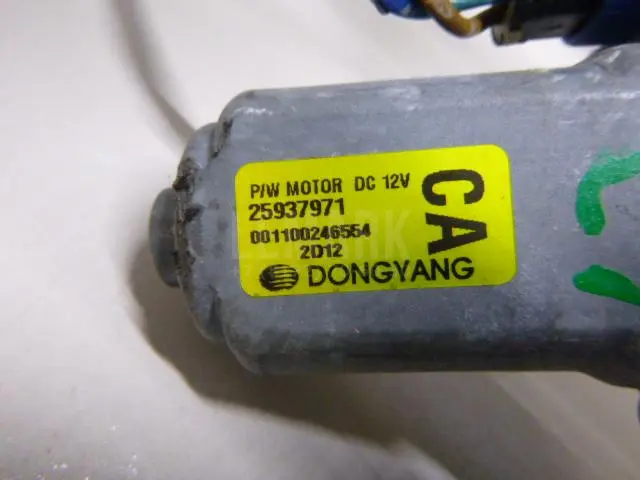 P/W MOTOR DC 12V
25937971
001100246554
2D12
DONGYANG
CA